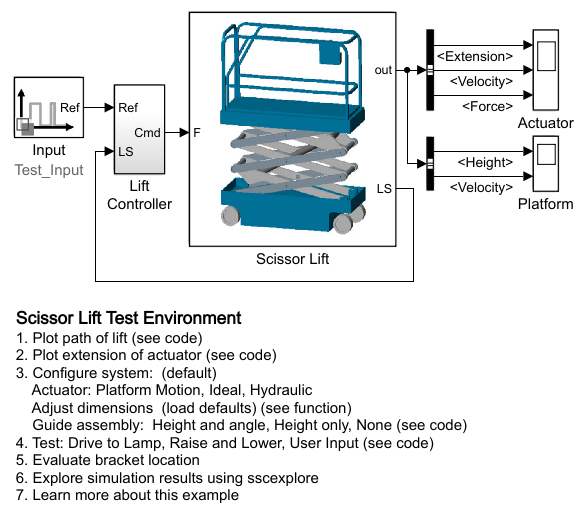 out
<Extension>
<Velocity>
<Force>
Actuator
Ref
Ref
Cmd
LS
F
Input
Test_Input
Lift
Controller
LS
<Height>
<Velocity>
Platform
Scissor Lift
Scissor Lift Test Environment
1. Plot path of lift (see code)
2. Plot extension of actuator (see code)
3. Configure system:  (default)
Actuator: Platform Motion, Ideal, Hydraulic
Adjust dimensions  (load defaults) (see function)
Guide assembly:  Height and angle, Height only, None (see code)
4. Test: Drive to Lamp, Raise and Lower, User Input (see code)
5. Evaluate bracket location
6. Explore simulation results using sscexplore
7. Learn more about this example